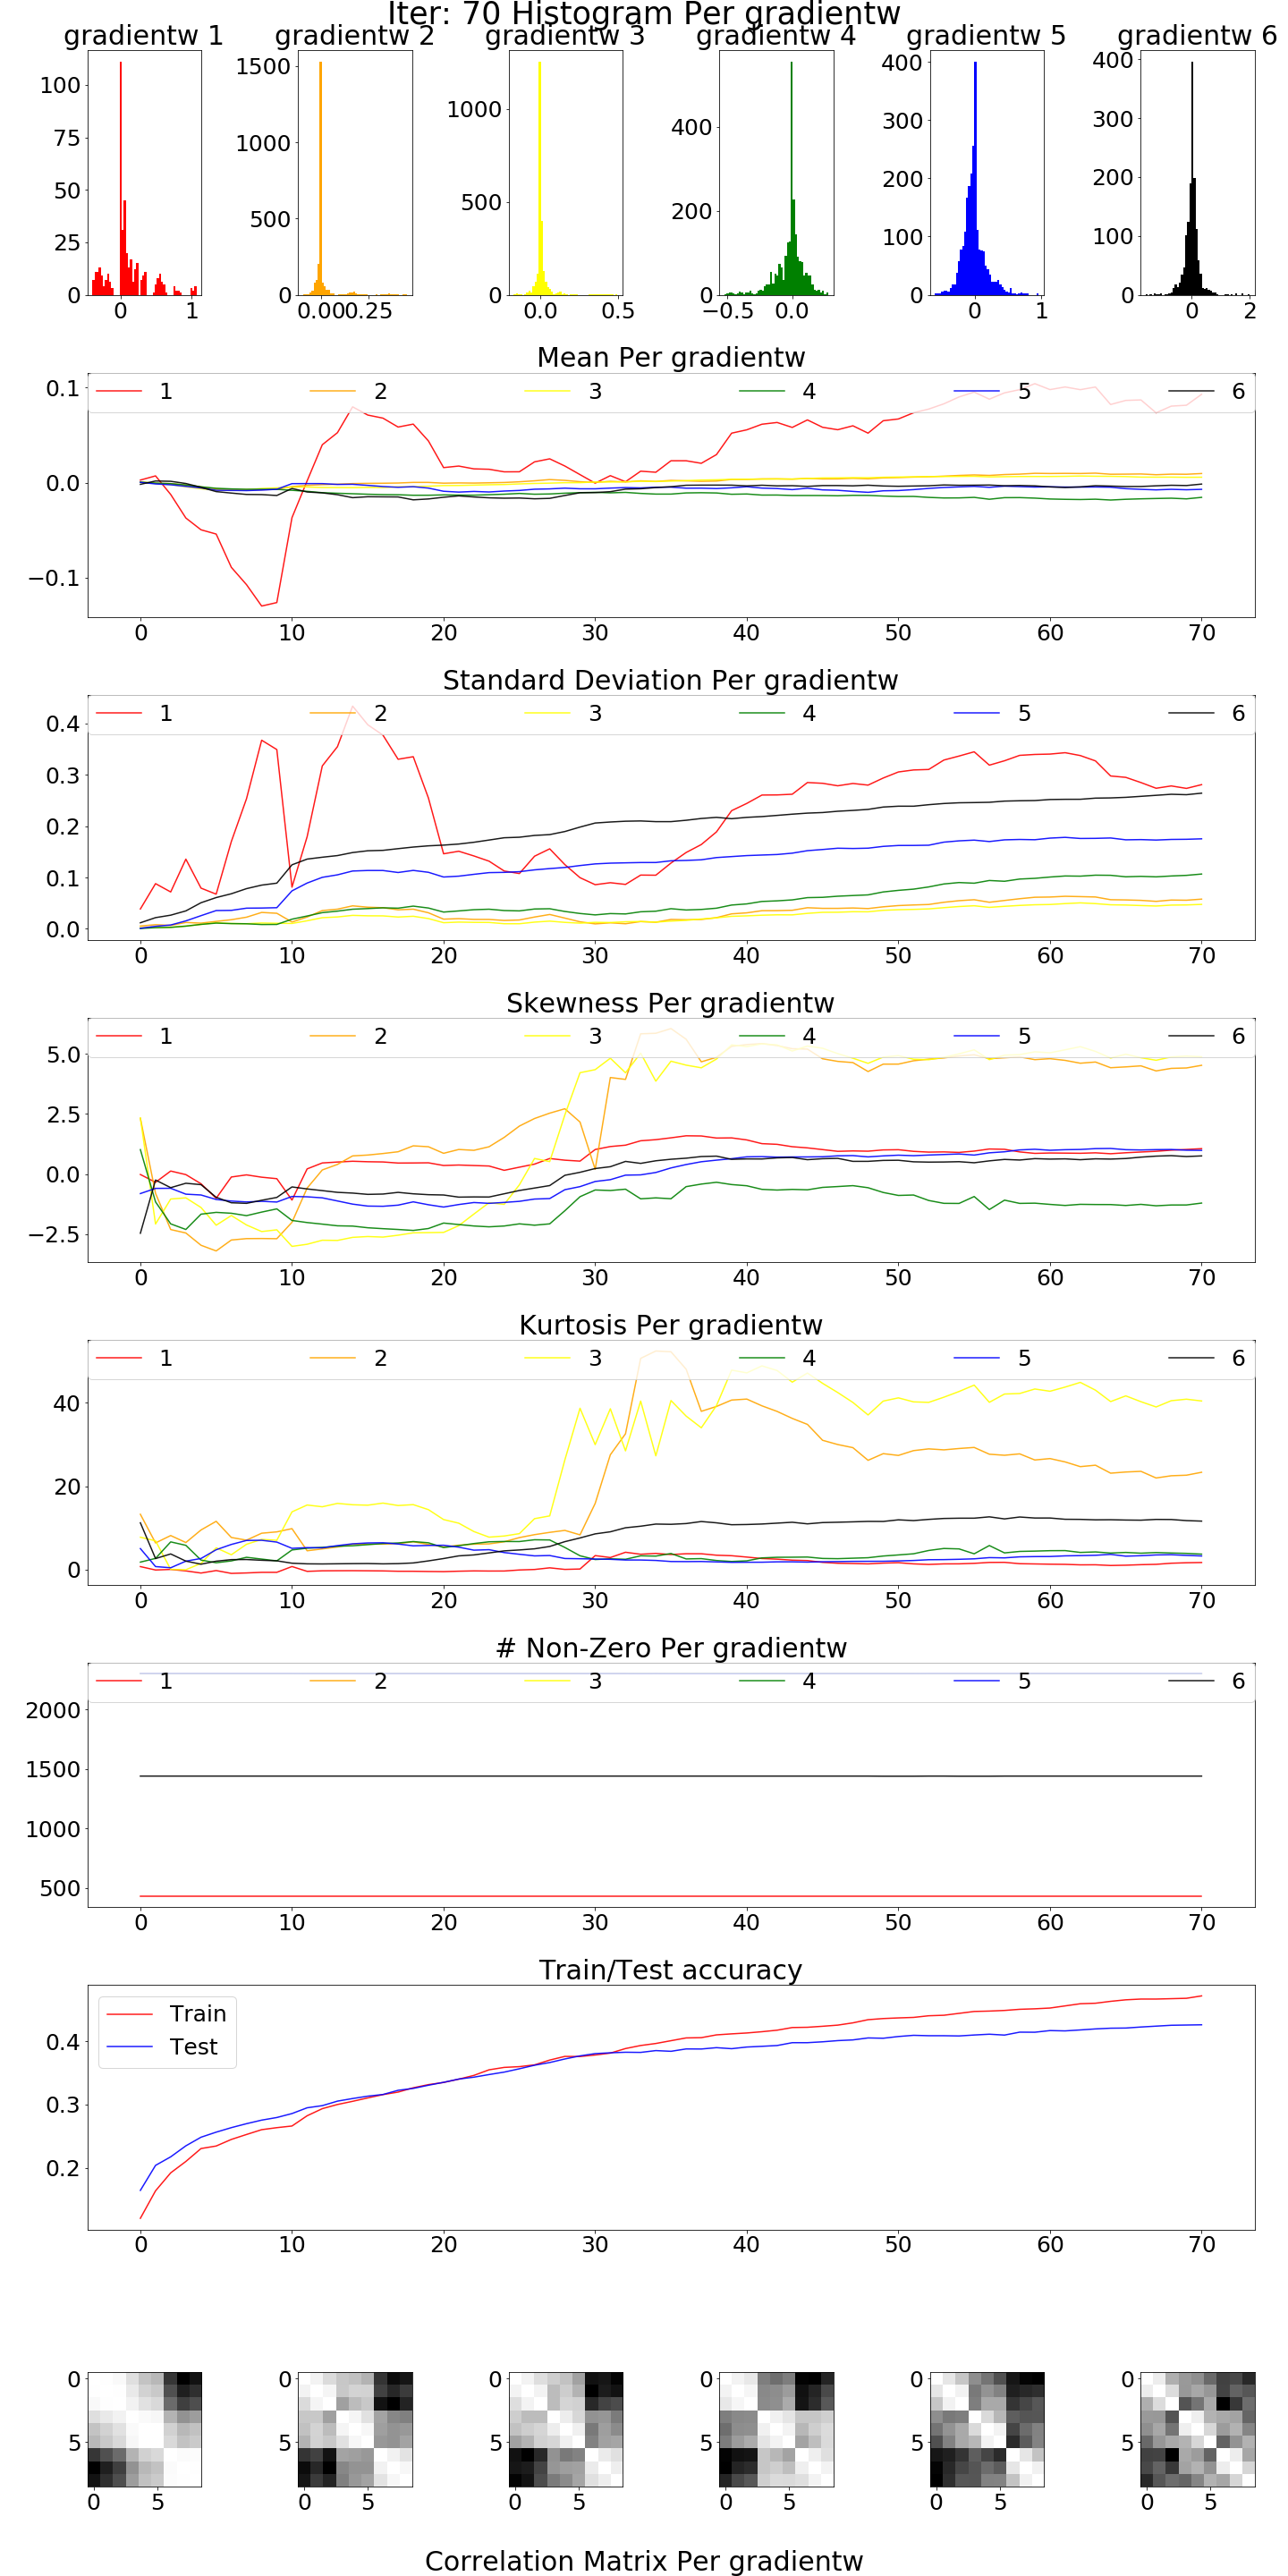 Iter: 70 Histogram Per gradientw
gradientw 1 gradientw 2 gradientw 3 gradientw 4 gradientw 5 gradientw 6
100
75
50
25
0
0 1
1500
1000
500
0
0.00 0.25
1000
500
0
0.0 0.5
400
200
0
−0.5 0.0
400
300
200
100
0
0 1
400
300
200
100
0
0 2
Mean Per gradientw
1 2 3 4 5 6
0.1
0.0
−0.1
0 10 20 30 40 50 60 70
Standard Deviation Per gradientw
1 2 3 4 5 6
0.4
0.3
0.2
0.1
0.0
0 10 20 30 40 50 60 70
Skewness Per gradientw
1 2 3 4 5 6
5.0
2.5
0.0
−2.5
0 10 20 30 40 50 60 70
Kurtosis Per gradientw
1 2 3 4 5 6
40
20
0
0 10 20 30 40 50 60 70
# Non-Zero Per gradientw
1 2 3 4 5 6
2000
1500
1000
500
0 10 20 30 40 50 60 70
Train/Test accuracy
Train
Test
0.4
0.3
0.2
0 10 20 30 40 50 60 70
0 0 0 0 0 0
5 5 5 5 5 5
0 5 0 5 0 5 0 5 0 5 0 5
Correlation Matrix Per gradientw